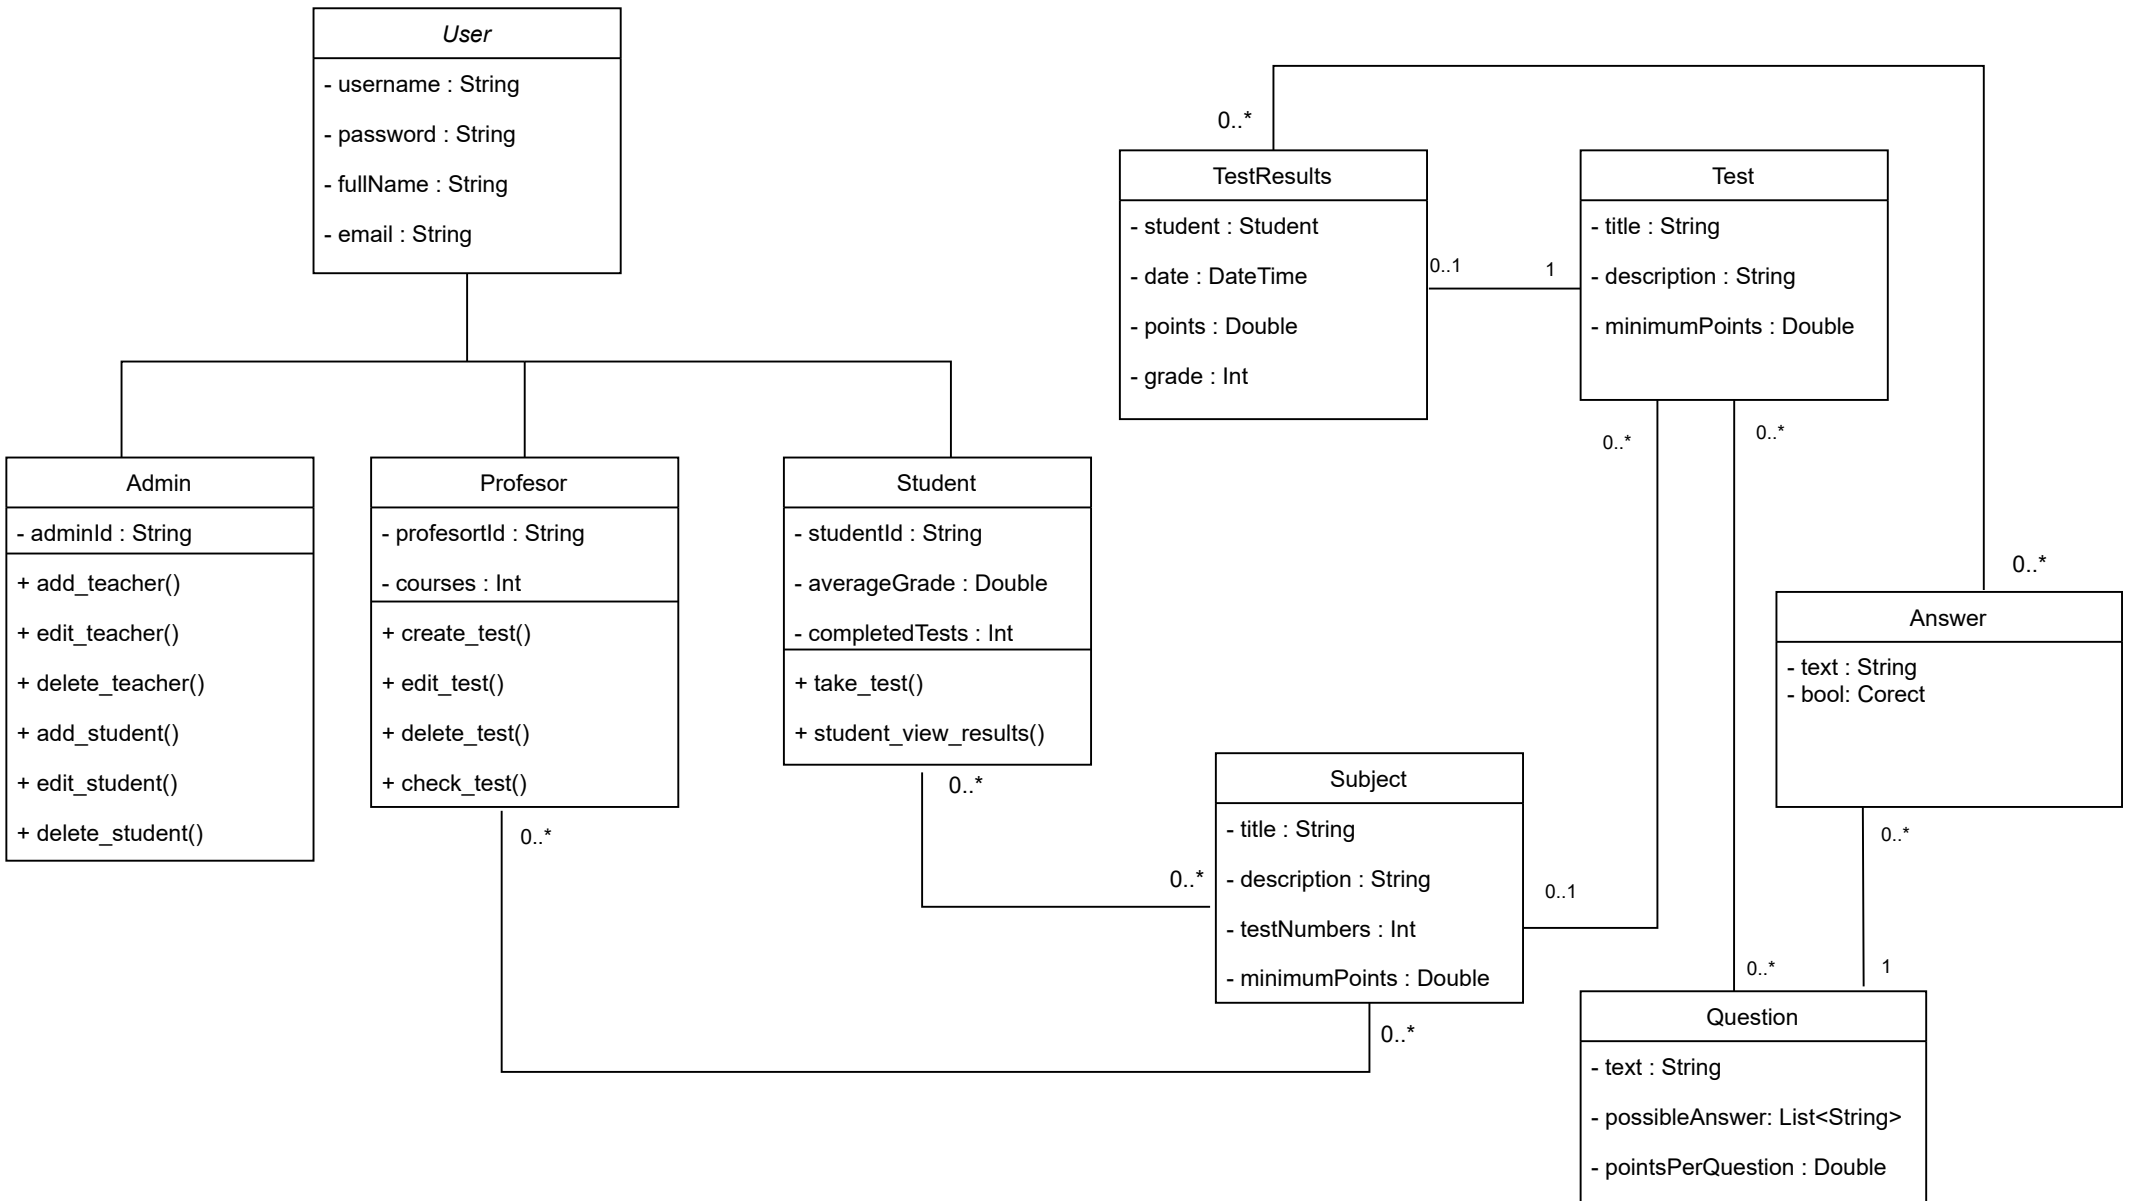 User
- username : String
- password : String
- fullName : String
- email : String
Admin
- adminId : String
+ add_teacher()
+ edit_teacher()
+ delete_teacher()
+ add_student()
+ edit_student()
+ delete_student()
Profesor
- profesortId : String
- courses : Int
+ create_test()
+ edit_test()
+ delete_test()
+ check_test()
0..*
Student
- studentId : String
- averageGrade : Double
- completedTests : Int
+ take_test()
+ student_view_results()
0..*
0..*
0..*
TestResults
- student : Student
- date : DateTime
- points : Double
- grade : Int
0..1
1
Test
- title : String
- description : String
- minimumPoints : Double
0..*
0..*
Subject
- title : String
- description : String
- testNumbers : Int
- minimumPoints : Double
0..1
0..*
0..*
Answer
- text : String
- bool: Corect
0..*
0..*
1
Question
- text : String
- possibleAnswer: List<String>
- pointsPerQuestion : Double